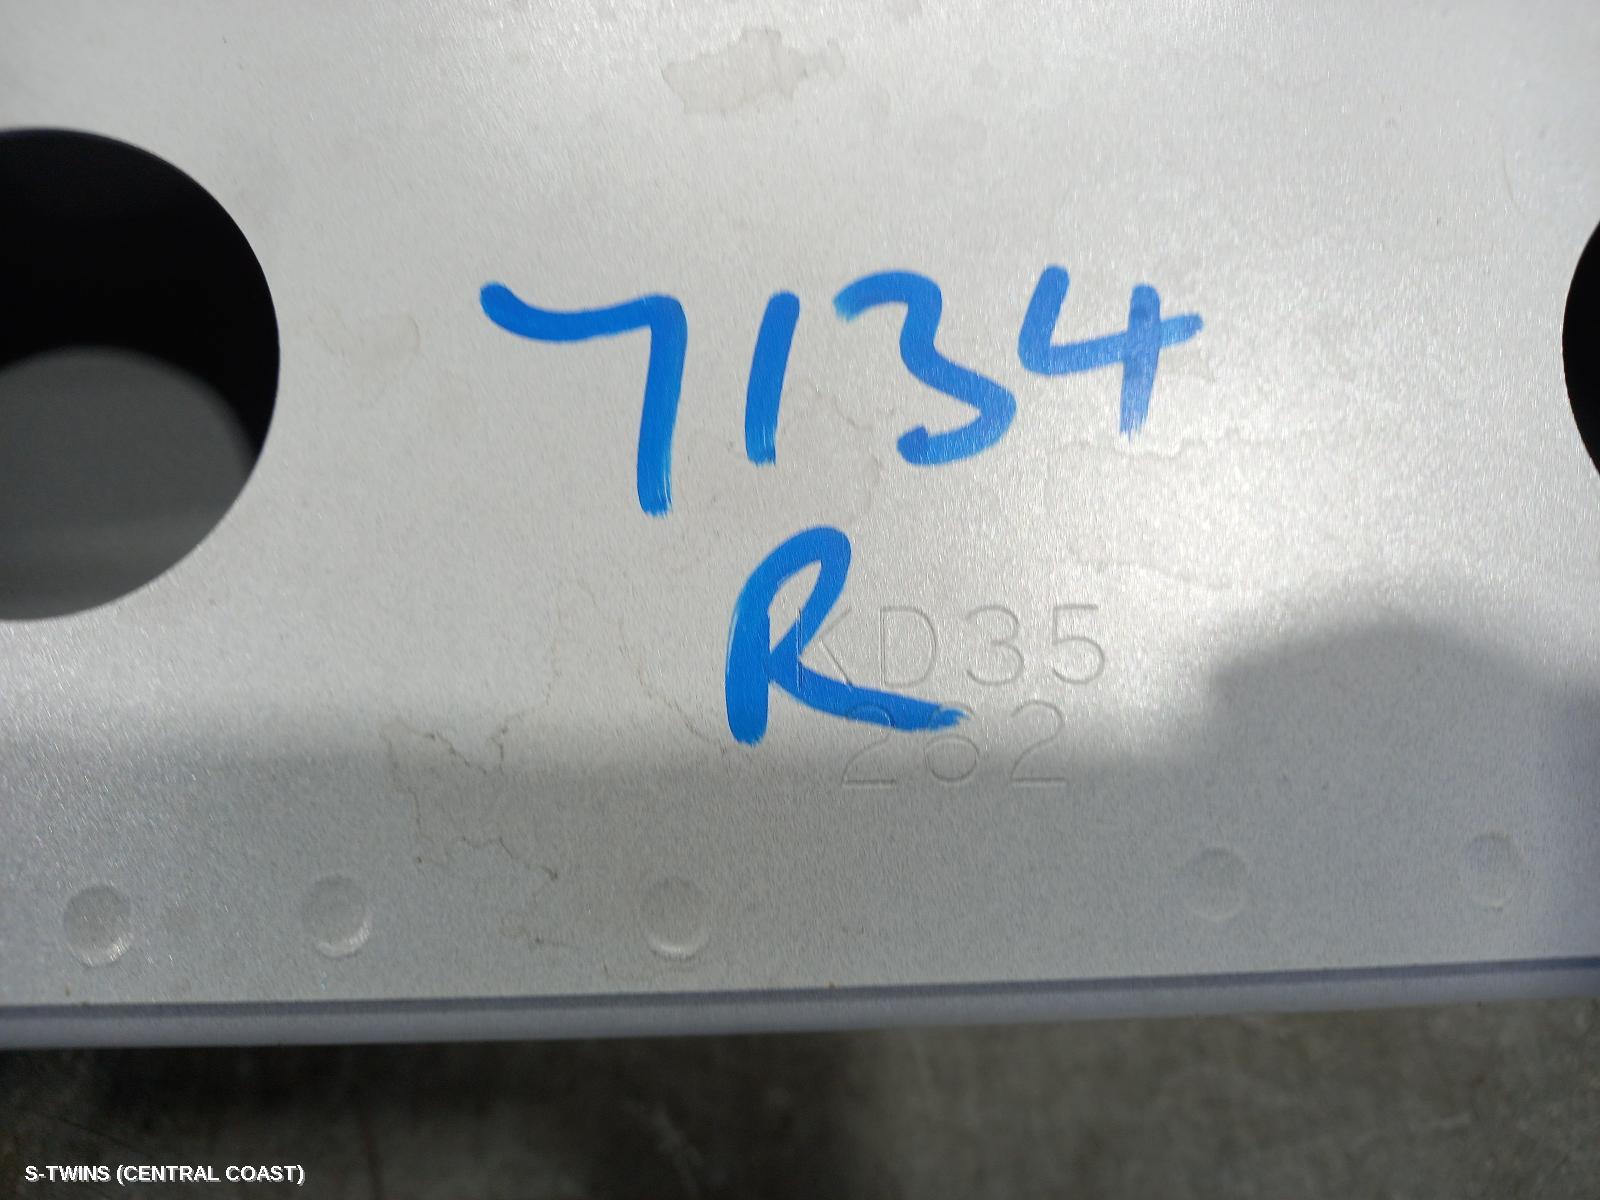 7134
R
KD35
262
S-TWINS (CENTRAL COAST)